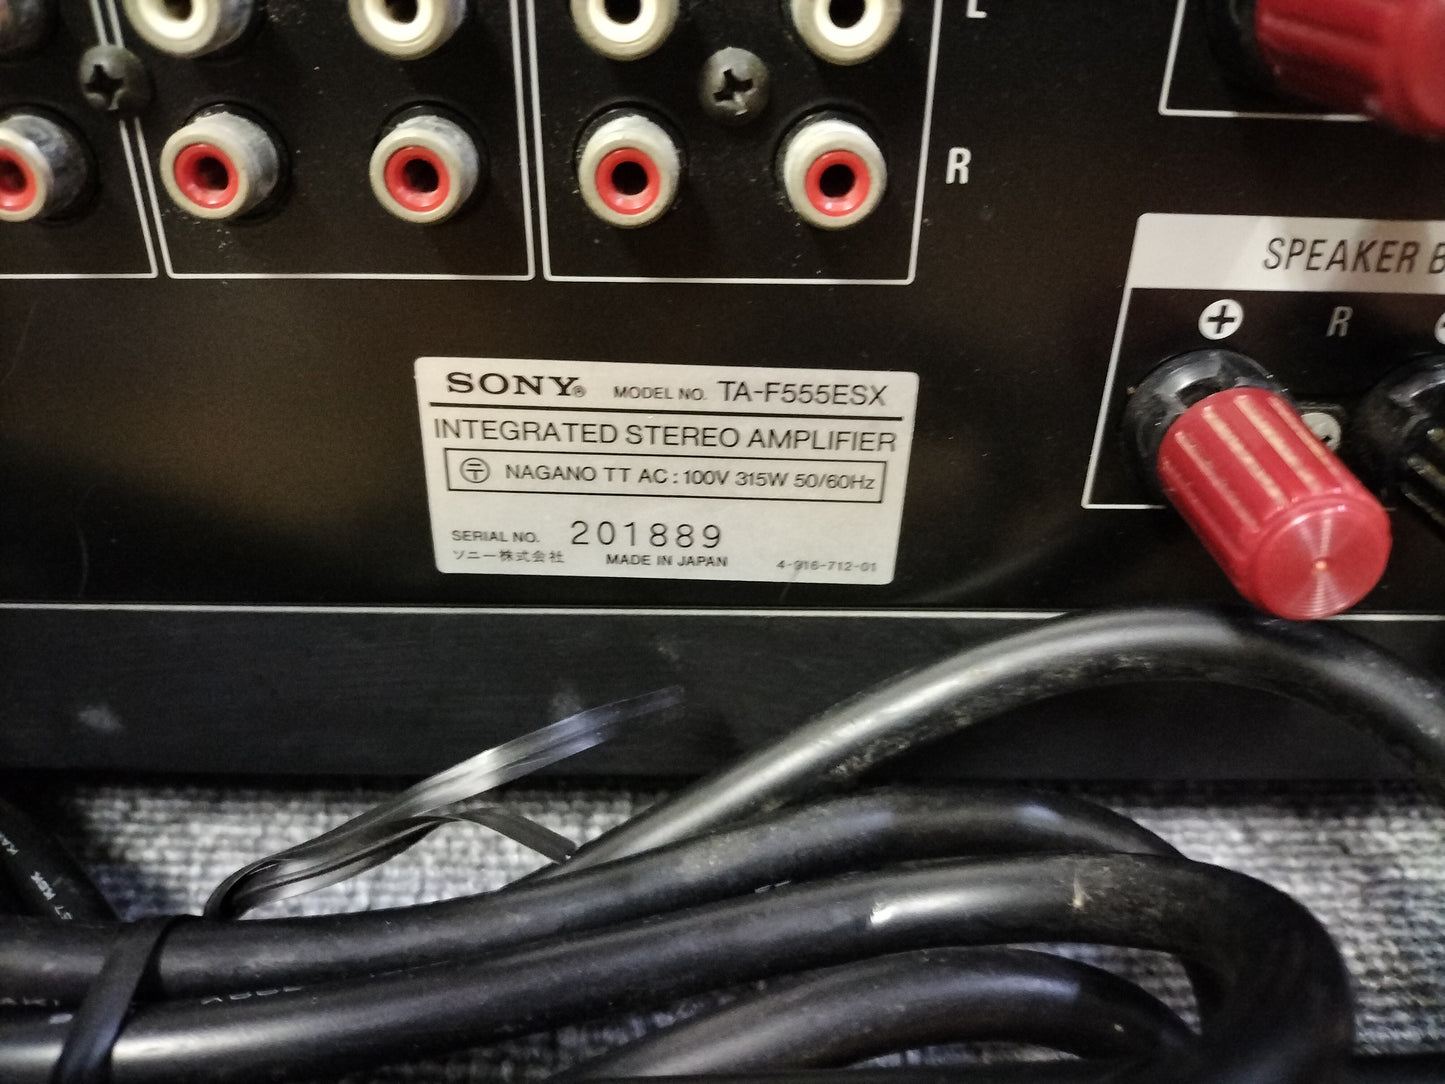 L
R
SPEAKER B
+
R
SONY® MODEL NO. TA-F555ESX
INTEGRATED STEREO AMPLIFIER
〒 NAGANO TT AC : 100V 315W 50/60Hz
SERIAL NO. 201889
ソニー株式会社 MADE IN JAPAN 4-916-712-01